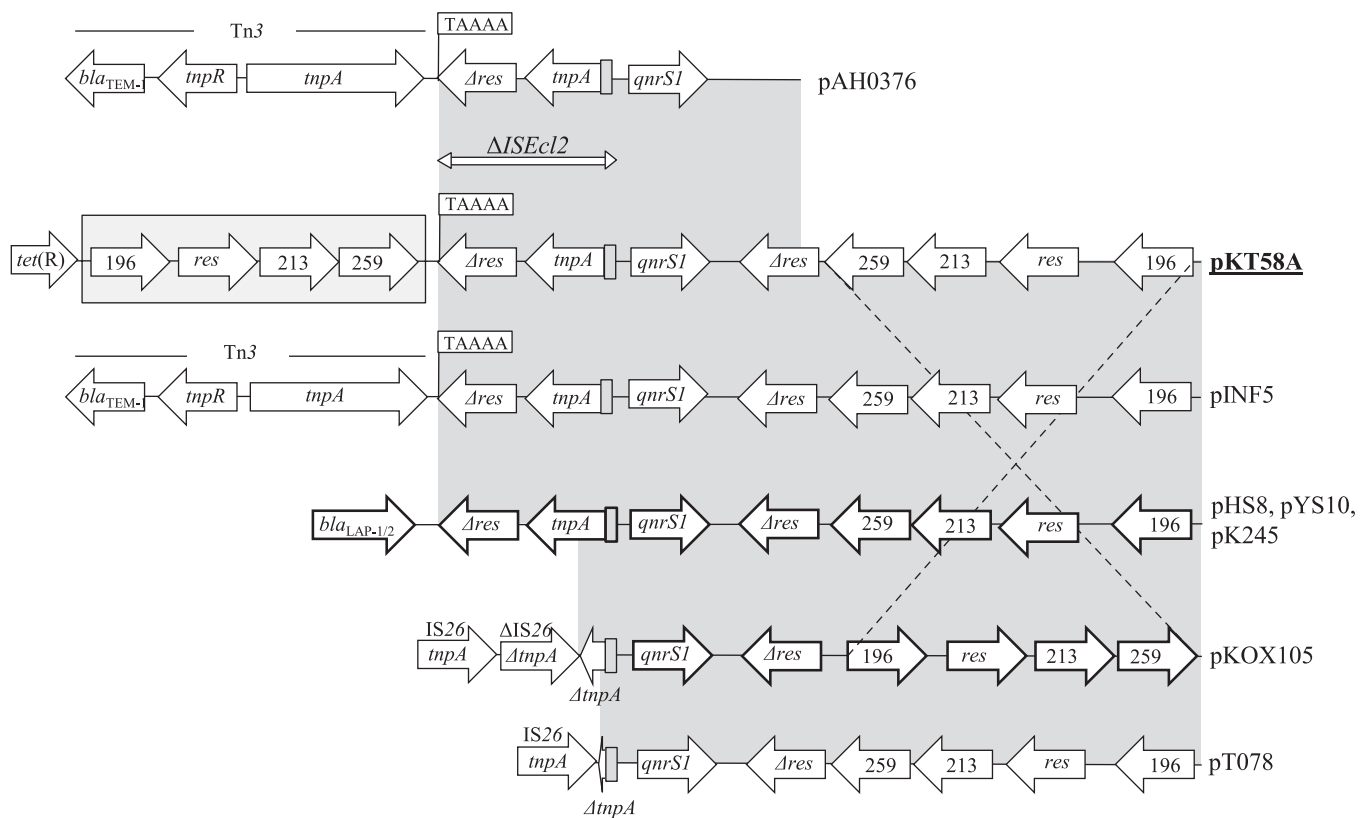 Tn3
TAAAA
blaTEM-1 tnpR tnpA Δres tnpA qnrS1 pAH0376
ΔISEcl2
TAAAA
tet(R) 196 res 213 259 Δres tnpA qnrS1 Δres 259 213 res 196 pKT58A
Tn3
TAAAA
blaTEM-1 tnpR tnpA Δres tnpA qnrS1 Δres 259 213 res 196 pINF5
blaLAP-1/2 Δres tnpA qnrS1 Δres 259 213 res 196 pHS8, pYS10,
pK245
IS26 ΔIS26
tnpA ΔtnpA qnrS1 Δres 196 res 213 259 pKOX105
ΔtnpA
IS26
tnpA qnrS1 Δres 259 213 res 196 pT078
ΔtnpA